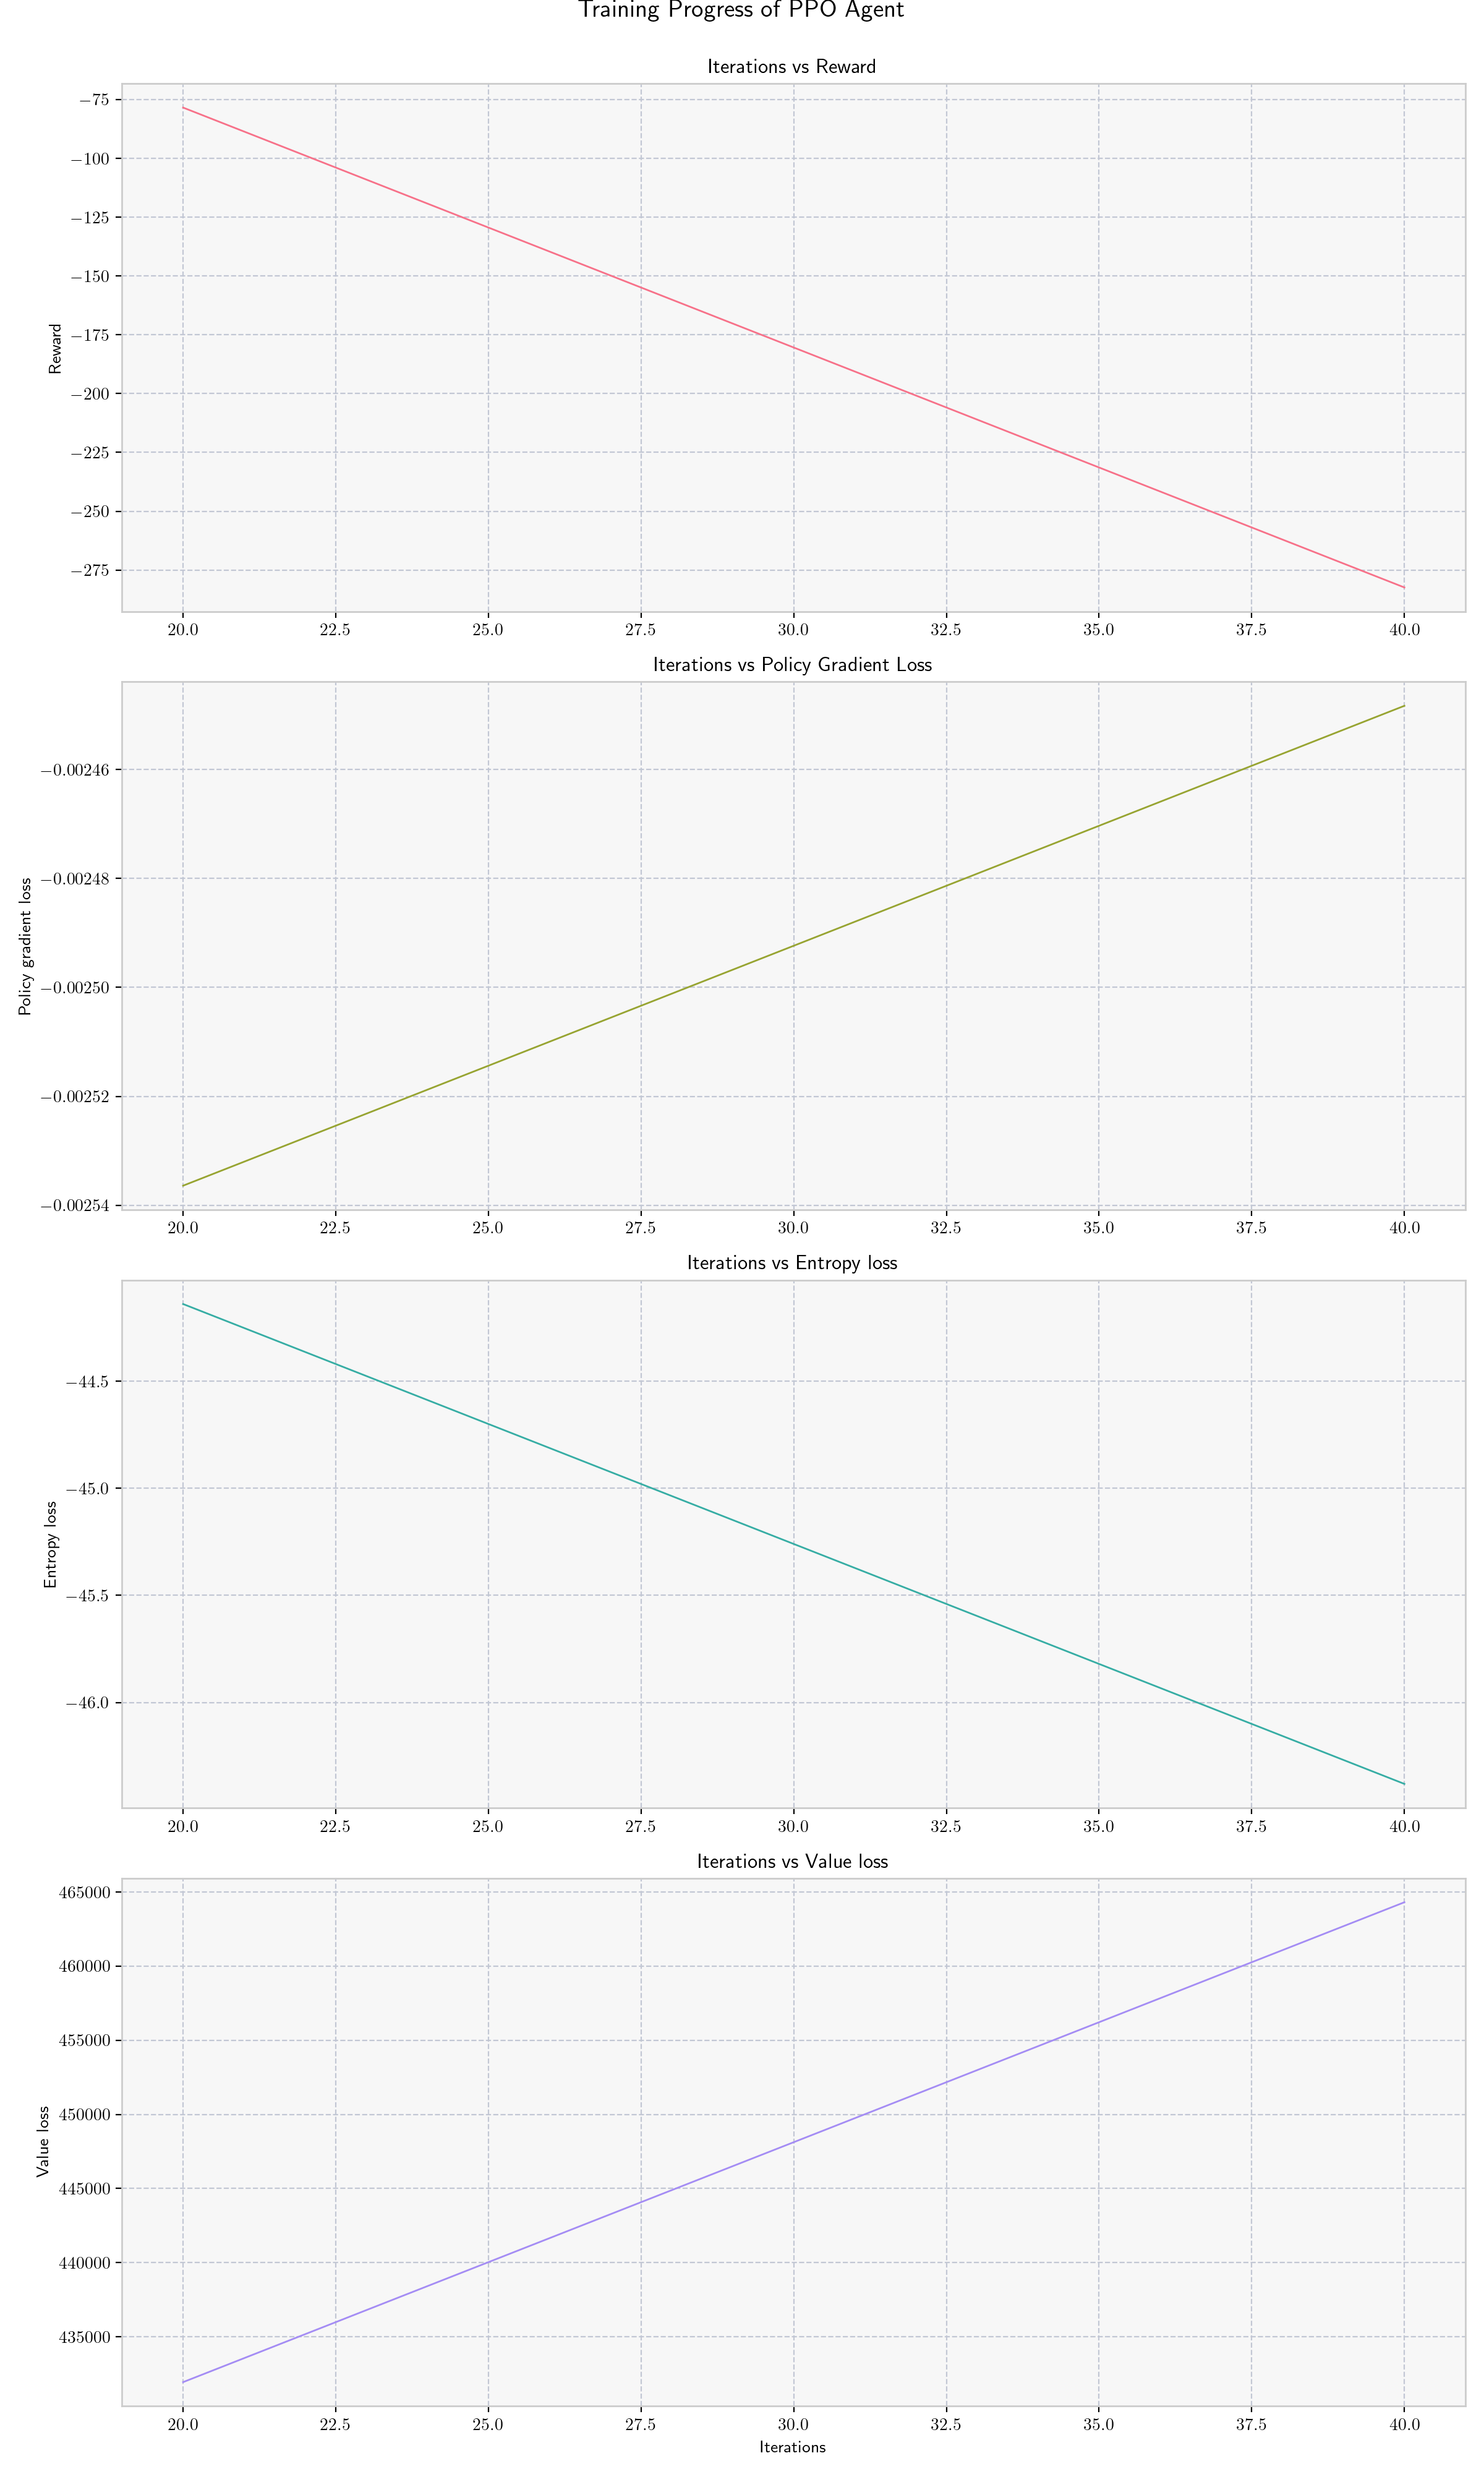 Training Progress of PPO Agent
Iterations vs Reward
Reward
−75
−100
−125
−150
−175
−200
−225
−250
−275
20.0 22.5 25.0 27.5 30.0 32.5 35.0 37.5 40.0
Iterations vs Policy Gradient Loss
Policy gradient loss
−0.00246
−0.00248
−0.00250
−0.00252
−0.00254
20.0 22.5 25.0 27.5 30.0 32.5 35.0 37.5 40.0
Iterations vs Entropy loss
Entropy loss
−44.5
−45.0
−45.5
−46.0
20.0 22.5 25.0 27.5 30.0 32.5 35.0 37.5 40.0
Iterations vs Value loss
Value loss
465000
460000
455000
450000
445000
440000
435000
20.0 22.5 25.0 27.5 30.0 32.5 35.0 37.5 40.0
Iterations